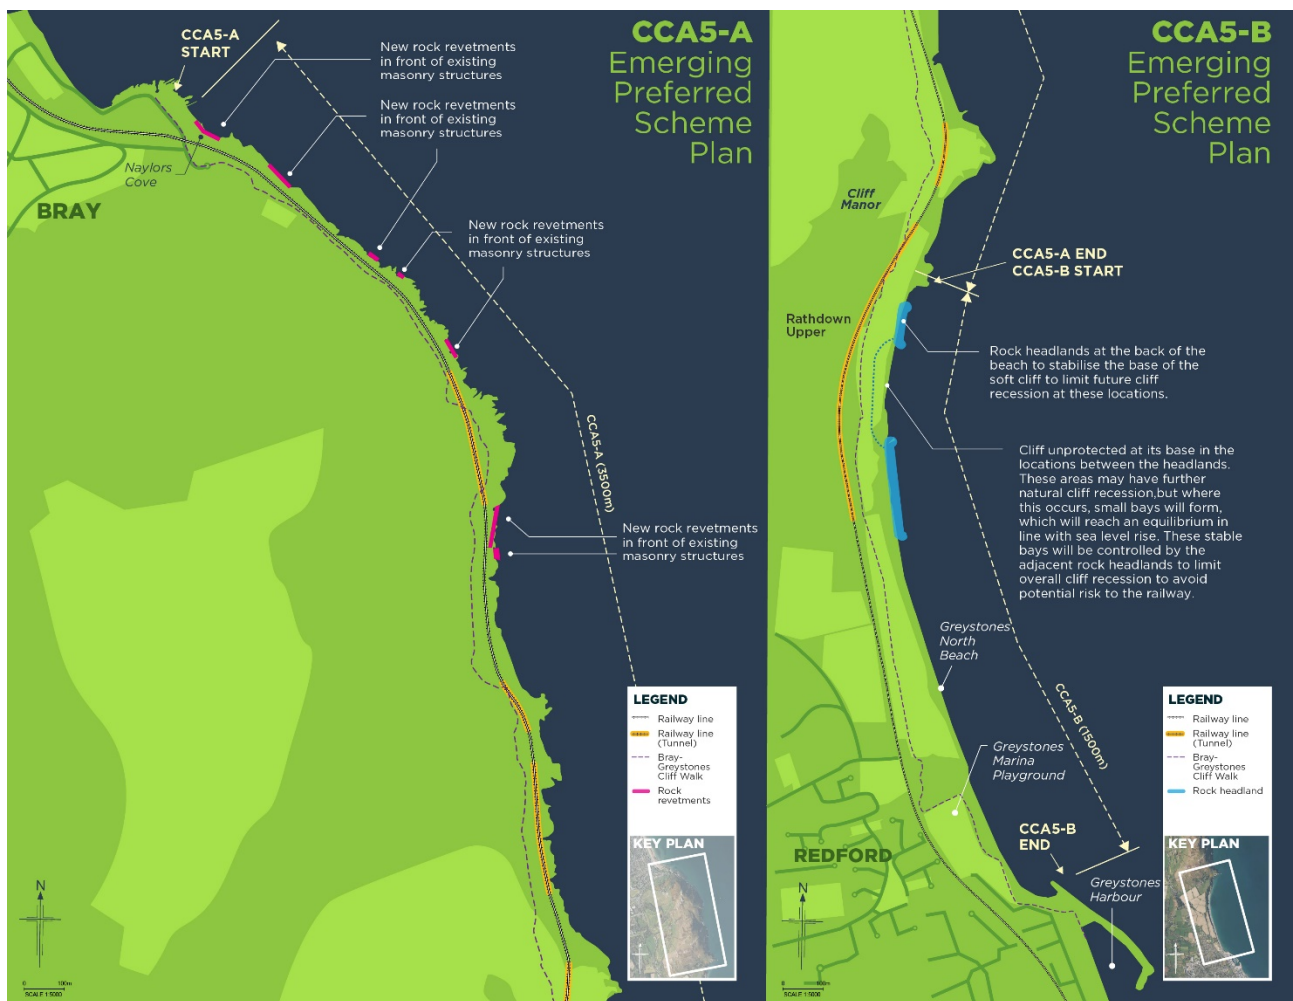 CCA5-A
Emerging
Preferred
Scheme
Plan
CCA5-A
START
New rock revetments
in front of existing
masonry structures
New rock revetments
in front of existing
masonry structures
Naylors
Cove
BRAY
New rock revetments
in front of existing
masonry structures
CCA5-A (3500m)
New rock revetments
in front of existing
masonry structures
LEGEND
Railway line
Railway line
(Tunnel)
Bray-
Greystones
Cliff Walk
Rock
revetments
KEY PLAN
N
0 100m
SCALE 1:5000
CCA5-B
Emerging
Preferred
Scheme
Plan
Cliff
Manor
CCA5-A END
CCA5-B START
Rathdown
Upper
Rock headlands at the back of the
beach to stabilise the base of the
soft cliff to limit future cliff
recession at these locations.
Cliff unprotected at its base in the
locations between the headlands.
These areas may have further
natural cliff recession,but where
this occurs, small bays will form,
which will reach an equilibrium in
line with sea level rise. These stable
bays will be controlled by the
adjacent rock headlands to limit
overall cliff recession to avoid
potential risk to the railway.
Greystones
North
Beach
CCA5-B (1500m)
Greystones
Marina
Playground
CCA5-B
END
REDFORD
Greystones
Harbour
LEGEND
Railway line
Railway line
(Tunnel)
Bray-
Greystones
Cliff Walk
Rock headland
KEY PLAN
N
0
SCALE 1:5000